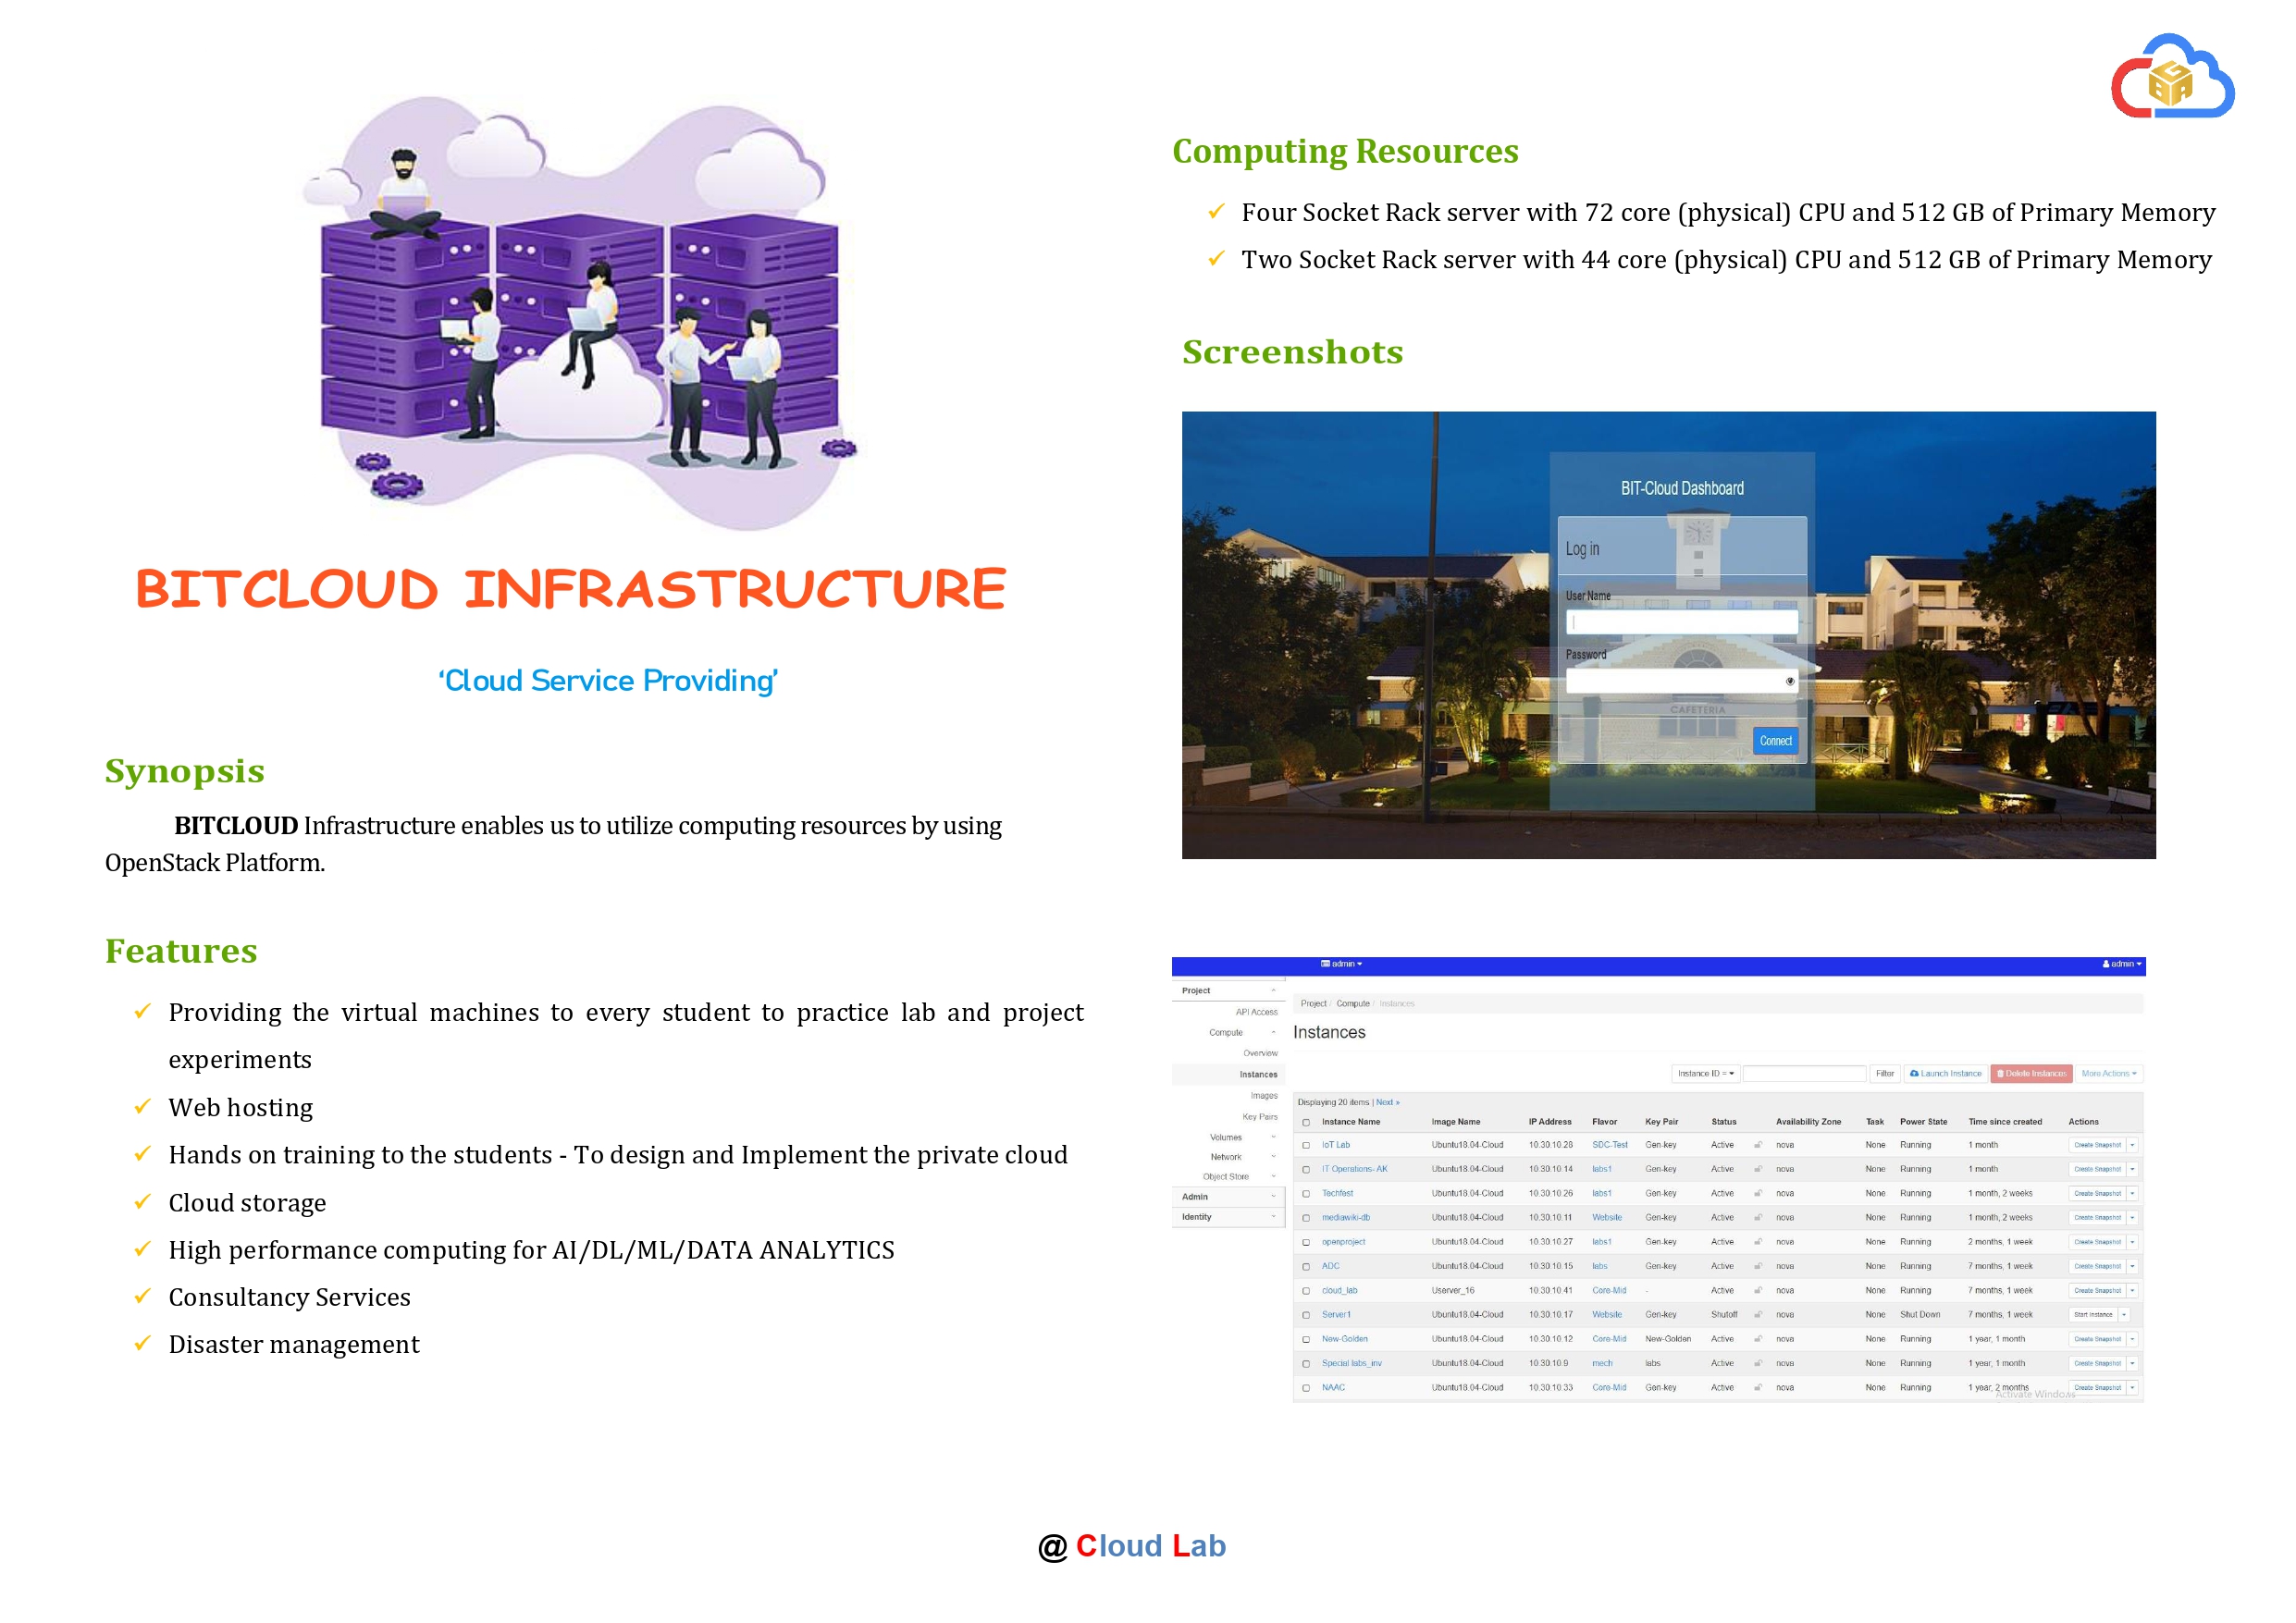 BITCLOUD INFRASTRUCTURE
‘Cloud Service Providing’
Synopsis
BITCLOUD Infrastructure enables us to utilize computing resources by using
OpenStack Platform.
Features
Providing the virtual machines to every student to practice lab and project
experiments
Web hosting
Hands on training to the students - To design and Implement the private cloud
Cloud storage
High performance computing for AI/DL/ML/DATA ANALYTICS
Consultancy Services
Disaster management
Computing Resources
Four Socket Rack server with 72 core (physical) CPU and 512 GB of Primary Memory
Two Socket Rack server with 44 core (physical) CPU and 512 GB of Primary Memory
Screenshots
BIT-Cloud Dashboard
Log in
User Name
Password
CAFETERIA
Connect
admin admin
Project
API Access
Compute
Overview
Instances
Images
Key Pairs
Volumes
Network
Object Store
Admin
Identity
Project / Compute / Instances
Instances
Instance ID = Filter Launch Instance Delete Instances More Actions
Displaying 20 items | Next »
Instance Name Image Name IP Address Flavor Key Pair Status Availability Zone Task Power State Time since created Actions
IoT Lab Ubuntu18.04-Cloud 10.30.10.28 SDC-Test Gen-key Active nova None Running 1 month Create Snapshot
IT Operations- AK Ubuntu18.04-Cloud 10.30.10.14 labs1 Gen-key Active nova None Running 1 month Create Snapshot
Techfest Ubuntu18.04-Cloud 10.30.10.26 labs1 Gen-key Active nova None Running 1 month, 2 weeks Create Snapshot
mediawiki-db Ubuntu18.04-Cloud 10.30.10.11 Website Gen-key Active nova None Running 1 month, 2 weeks Create Snapshot
openproject Ubuntu18.04-Cloud 10.30.10.27 labs1 Gen-key Active nova None Running 2 months, 1 week Create Snapshot
ADC Ubuntu18.04-Cloud 10.30.10.15 labs Gen-key Active nova None Running 7 months, 1 week Create Snapshot
cloud_lab Userver_16 10.30.10.41 Core-Mid - Active nova None Running 7 months, 1 week Create Snapshot
Server1 Ubuntu18.04-Cloud 10.30.10.17 Website Gen-key Shutoff nova None Shut Down 7 months, 1 week Start Instance
New-Golden Ubuntu18.04-Cloud 10.30.10.12 Core-Mid New-Golden Active nova None Running 1 year, 1 month Create Snapshot
Special labs_inv Ubuntu18.04-Cloud 10.30.10.9 mech labs Active nova None Running 1 year, 1 month Create Snapshot
NAAC Ubuntu18.04-Cloud 10.30.10.33 Core-Mid Gen-key Active nova None Running 1 year, 2 months Create Snapshot
Activate Windows
@ Cloud Lab